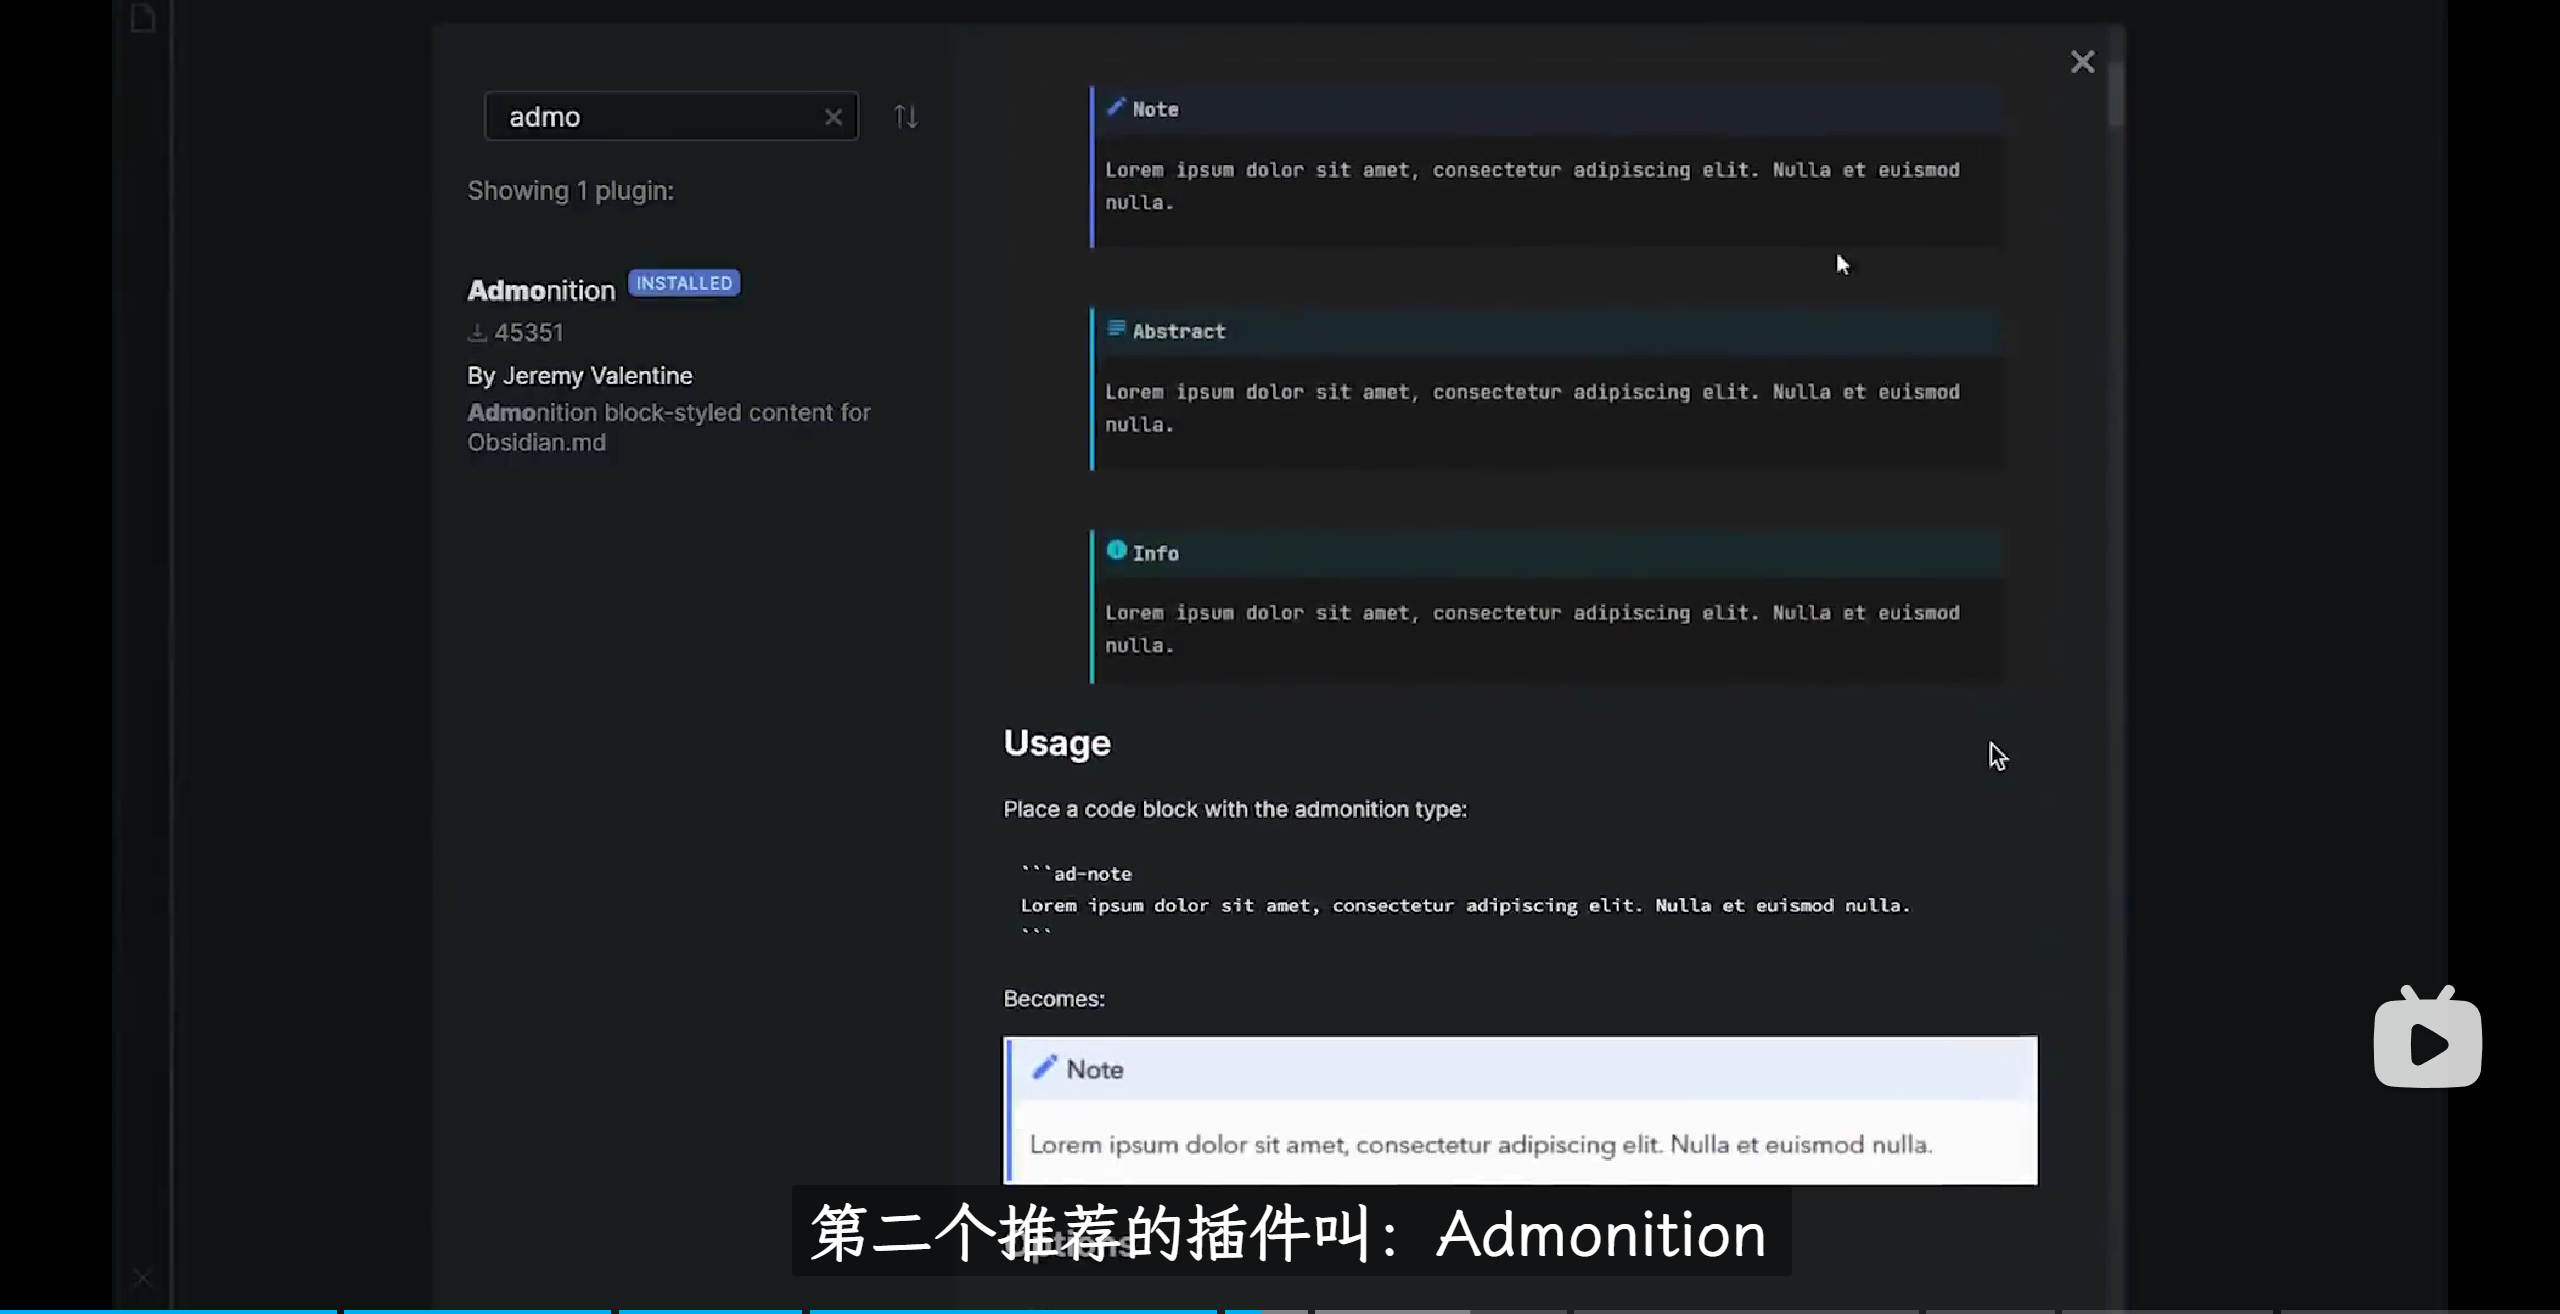 admo
Showing 1 plugin:
Admonition INSTALLED
45351
By Jeremy Valentine
Admonition block-styled content for
Obsidian.md
Note
Lorem ipsum dolor sit amet, consectetur adipiscing elit. Nulla et euismod
nulla.
Abstract
Lorem ipsum dolor sit amet, consectetur adipiscing elit. Nulla et euismod
nulla.
Info
Lorem ipsum dolor sit amet, consectetur adipiscing elit. Nulla et euismod
nulla.
Usage
Place a code block with the admonition type:
```ad-note
Lorem ipsum dolor sit amet, consectetur adipiscing elit. Nulla et euismod nulla.
```
Becomes:
Note
Lorem ipsum dolor sit amet, consectetur adipiscing elit. Nulla et euismod nulla.
Options
第二个推荐的插件叫：Admonition